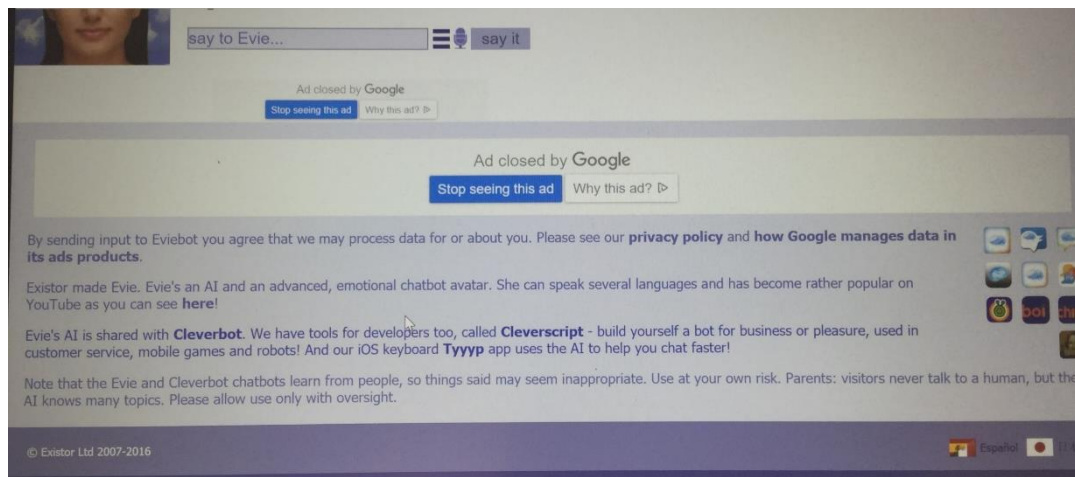 say to Evie...
say it
Ad closed by Google
Stop seeing this ad
Why this ad?
Ad closed by Google
Stop seeing this ad
Why this ad?
By sending input to Eviebot you agree that we may process data for or about you. Please see our privacy policy and how Google manages data in
its ads products.
Existor made Evie. Evie's an AI and an advanced, emotional chatbot avatar. She can speak several languages and has become rather popular on
YouTube as you can see here!
Evie's AI is shared with Cleverbot. We have tools for developers too, called Cleverscript - build yourself a bot for business or pleasure, used in
customer service, mobile games and robots! And our iOS keyboard Tyyyp app uses the AI to help you chat faster!
boi
Note that the Evie and Cleverbot chatbots learn from people, so things said may seem inappropriate. Use at your own risk. Parents: visitors never talk to a human, but the
AI knows many topics. Please allow use only with oversight.
© Existor Ltd 2007-2016
Español